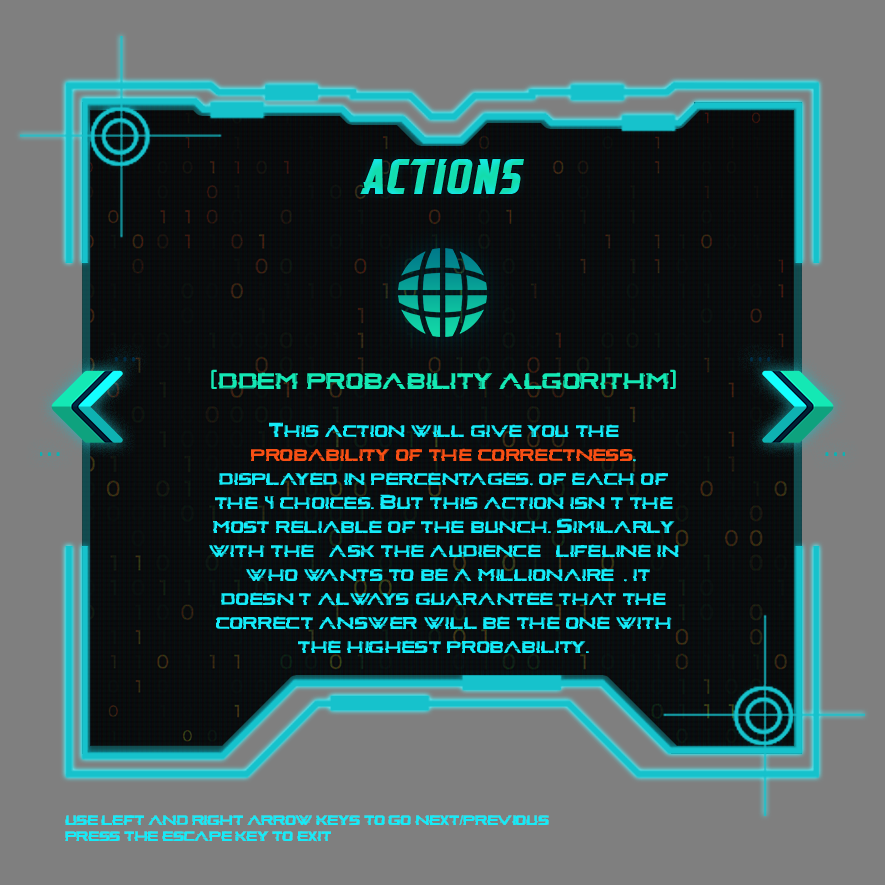 ACTIONS
[DDEM PROBABILITY ALGORITHM]
THIS ACTION WILL GIVE YOU THE
PROBABILITY OF THE CORRECTNESS,
DISPLAYED IN PERCENTAGES, OF EACH OF
THE 4 CHOICES. BUT THIS ACTION ISN T THE
MOST RELIABLE OF THE BUNCH. SIMILARLY
WITH THE ASK THE AUDIENCE LIFELINE IN
WHO WANTS TO BE A MILLIONAIRE , IT
DOESN T ALWAYS GUARANTEE THAT THE
CORRECT ANSWER WILL BE THE ONE WITH
THE HIGHEST PROBABILITY.
USE LEFT AND RIGHT ARROW KEYS TO GO NEXT/PREVIOUS
PRESS THE ESCAPE KEY TO EXIT